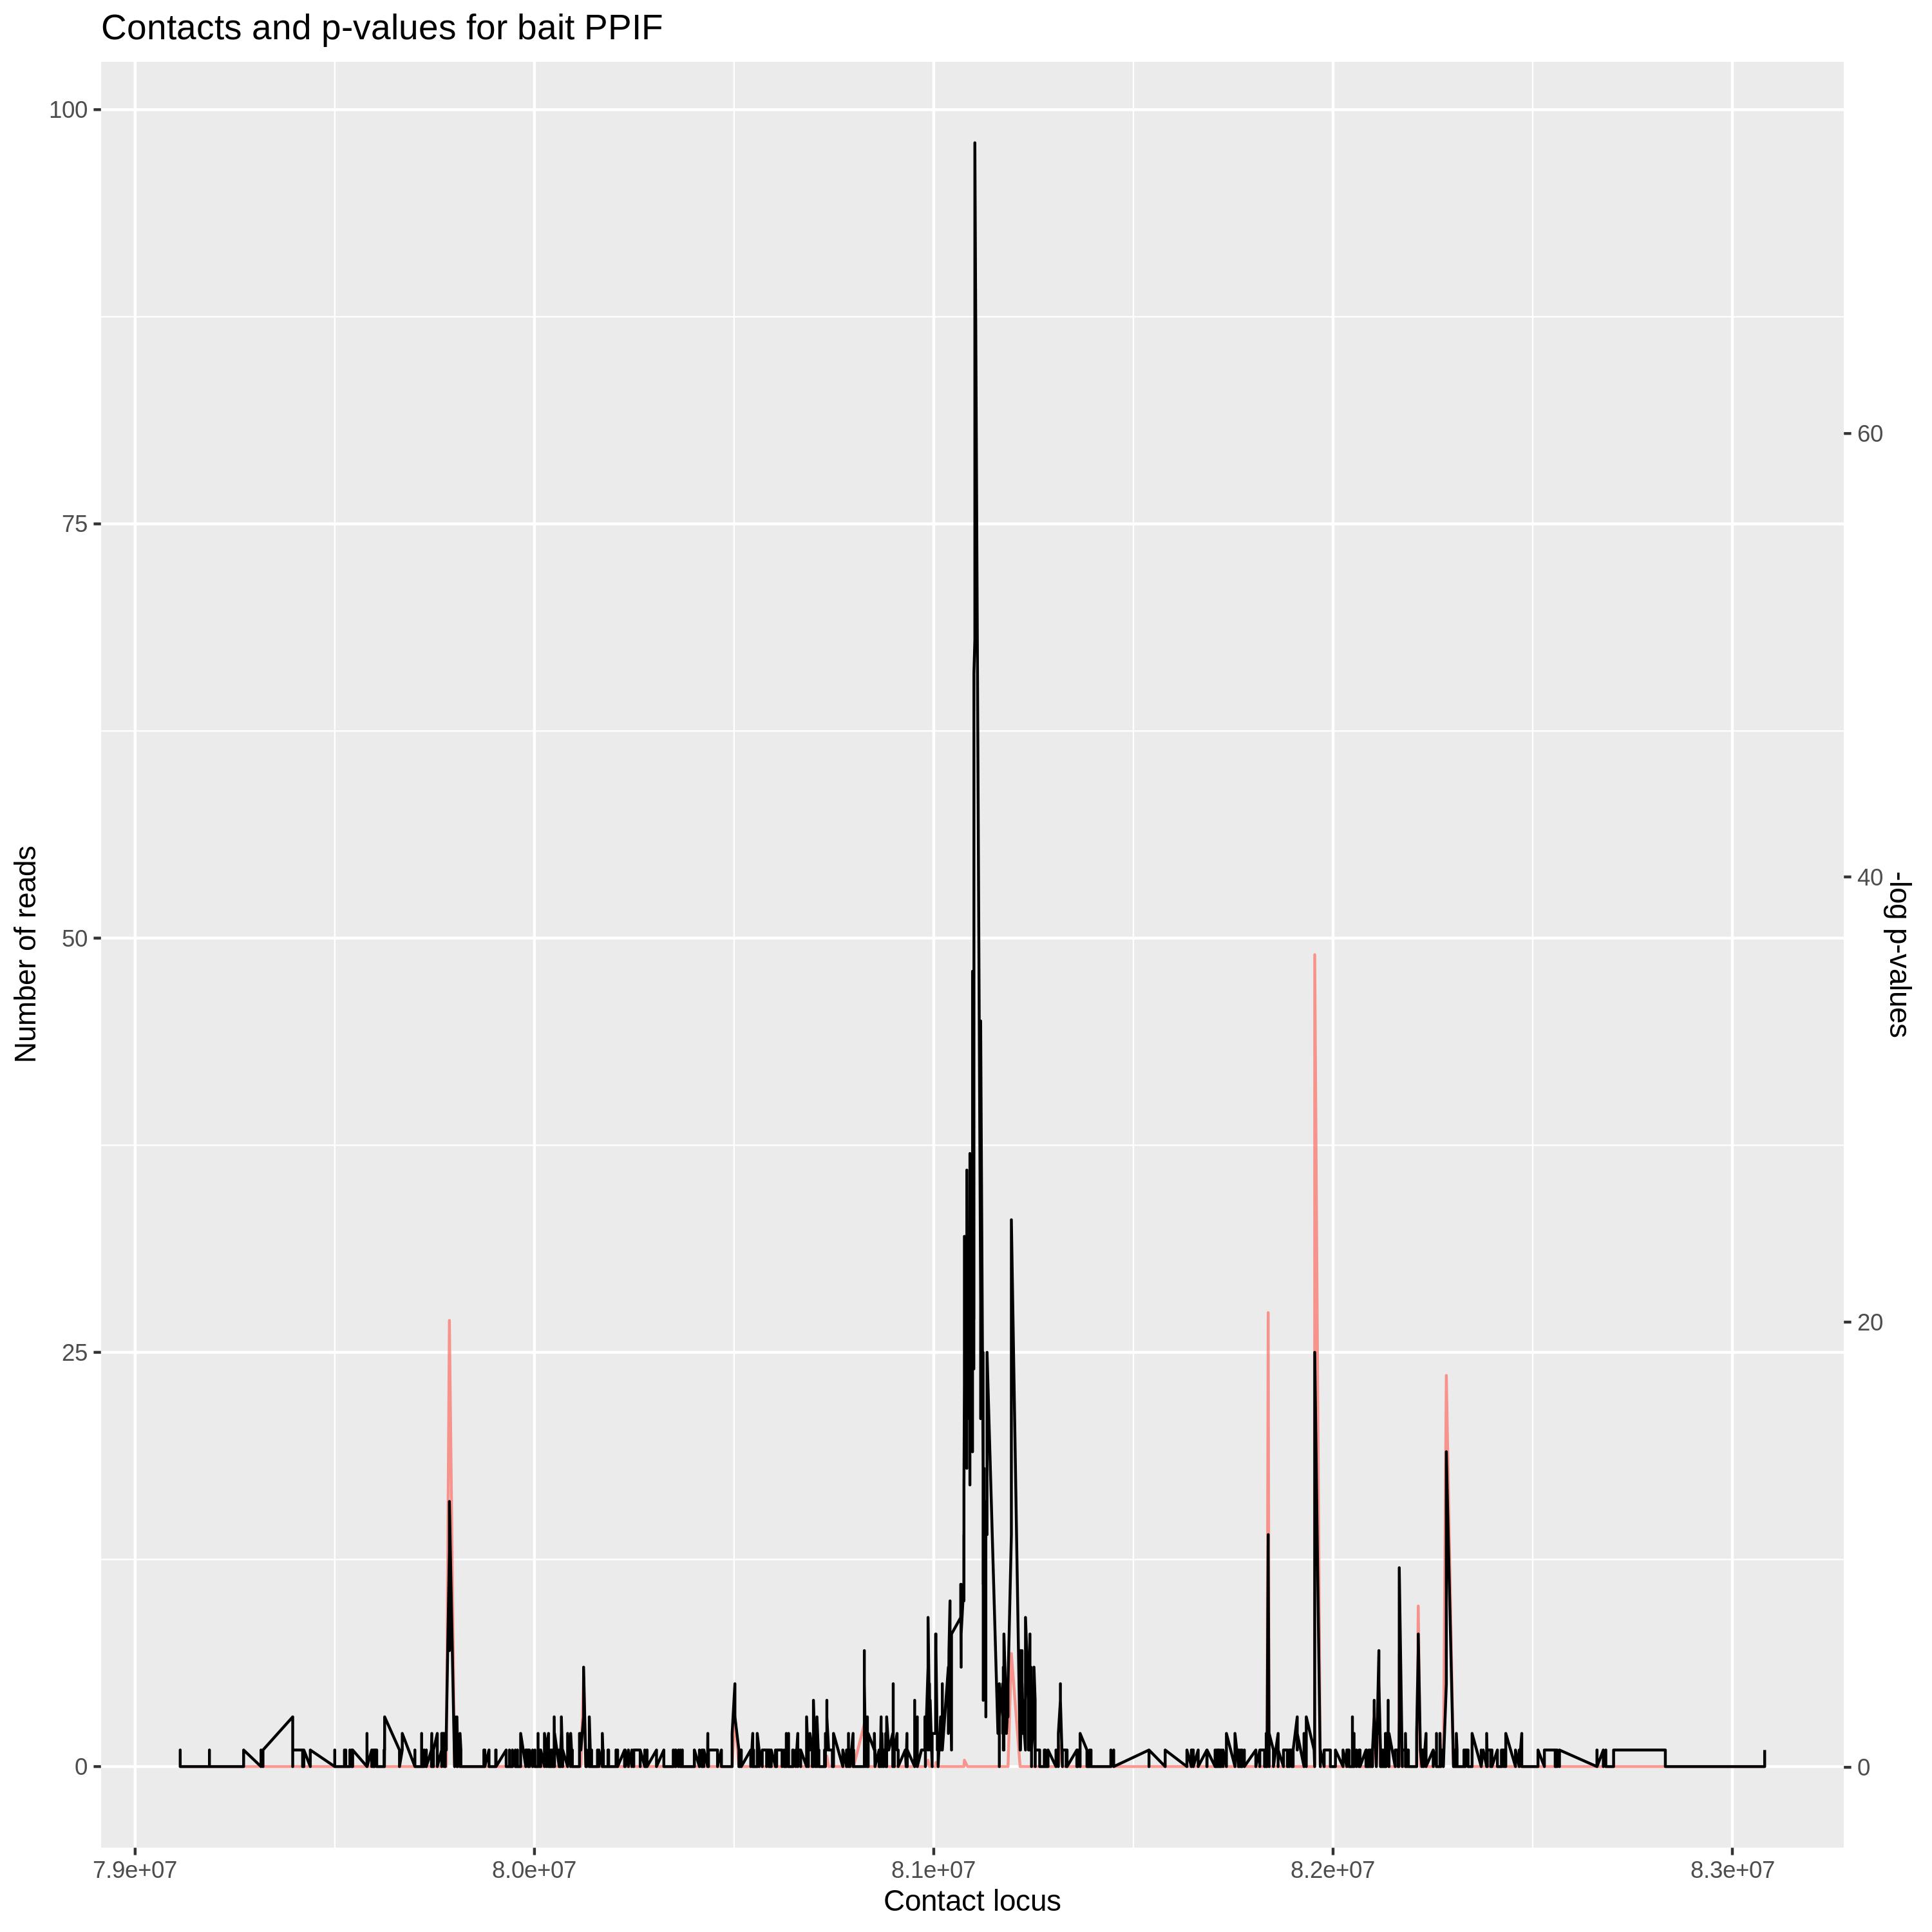 Contacts and p-values for bait PPIF
100
75
50
25
0
Number of reads
60
40
20
0
-log p-values
7.9e+07 8.0e+07 8.1e+07 8.2e+07 8.3e+07
Contact locus